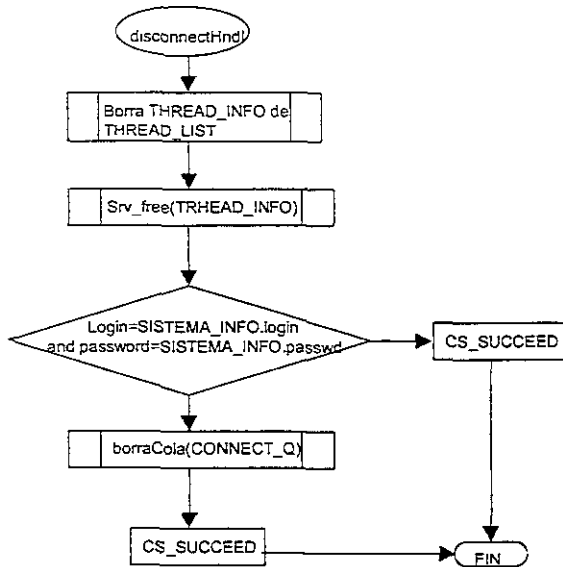 disconnectHndl
Borra THREAD_INFO de
THREAD_LIST
Srv_free(TRHEAD_INFO)
Login=SISTEMA_INFO.login
and password=SISTEMA_INFO.passwd
CS_SUCCEED
borraCola(CONNECT_Q)
CS_SUCCEED
FIN